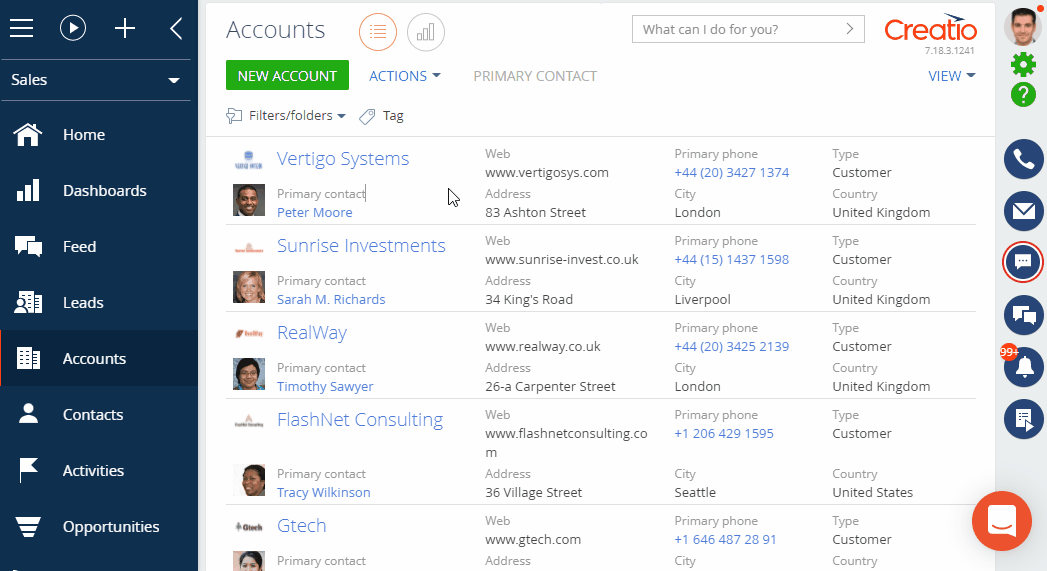 Sales
Home
Dashboards
Feed
Leads
Accounts
Contacts
Activities
Opportunities
Accounts
What can I do for you?
Creatio
7.18.3.1241
NEW ACCOUNT
ACTIONS
PRIMARY CONTACT
VIEW
Filters/folders
Tag
Vertigo Systems
Web
www.vertigosys.com
Primary phone
+44 (20) 3427 1374
Type
Customer
Primary contact
Peter Moore
Address
83 Ashton Street
City
London
Country
United Kingdom
Sunrise Investments
Web
www.sunrise-invest.co.uk
Primary phone
+44 (15) 1437 1598
Type
Customer
Primary contact
Sarah M. Richards
Address
34 King's Road
City
Liverpool
Country
United Kingdom
RealWay
Web
www.realway.co.uk
Primary phone
+44 (20) 3425 2139
Type
Customer
Primary contact
Timothy Sawyer
Address
26-a Carpenter Street
City
London
Country
United Kingdom
FlashNet Consulting
Web
www.flashnetconsulting.co
m
Primary phone
+1 206 429 1595
Type
Customer
Primary contact
Tracy Wilkinson
Address
36 Village Street
City
Seattle
Country
United States
Gtech
Gtech
Web
www.gtech.com
Primary phone
+1 646 487 28 91
Type
Customer
Primary contact
Address
City
Country
?
99+